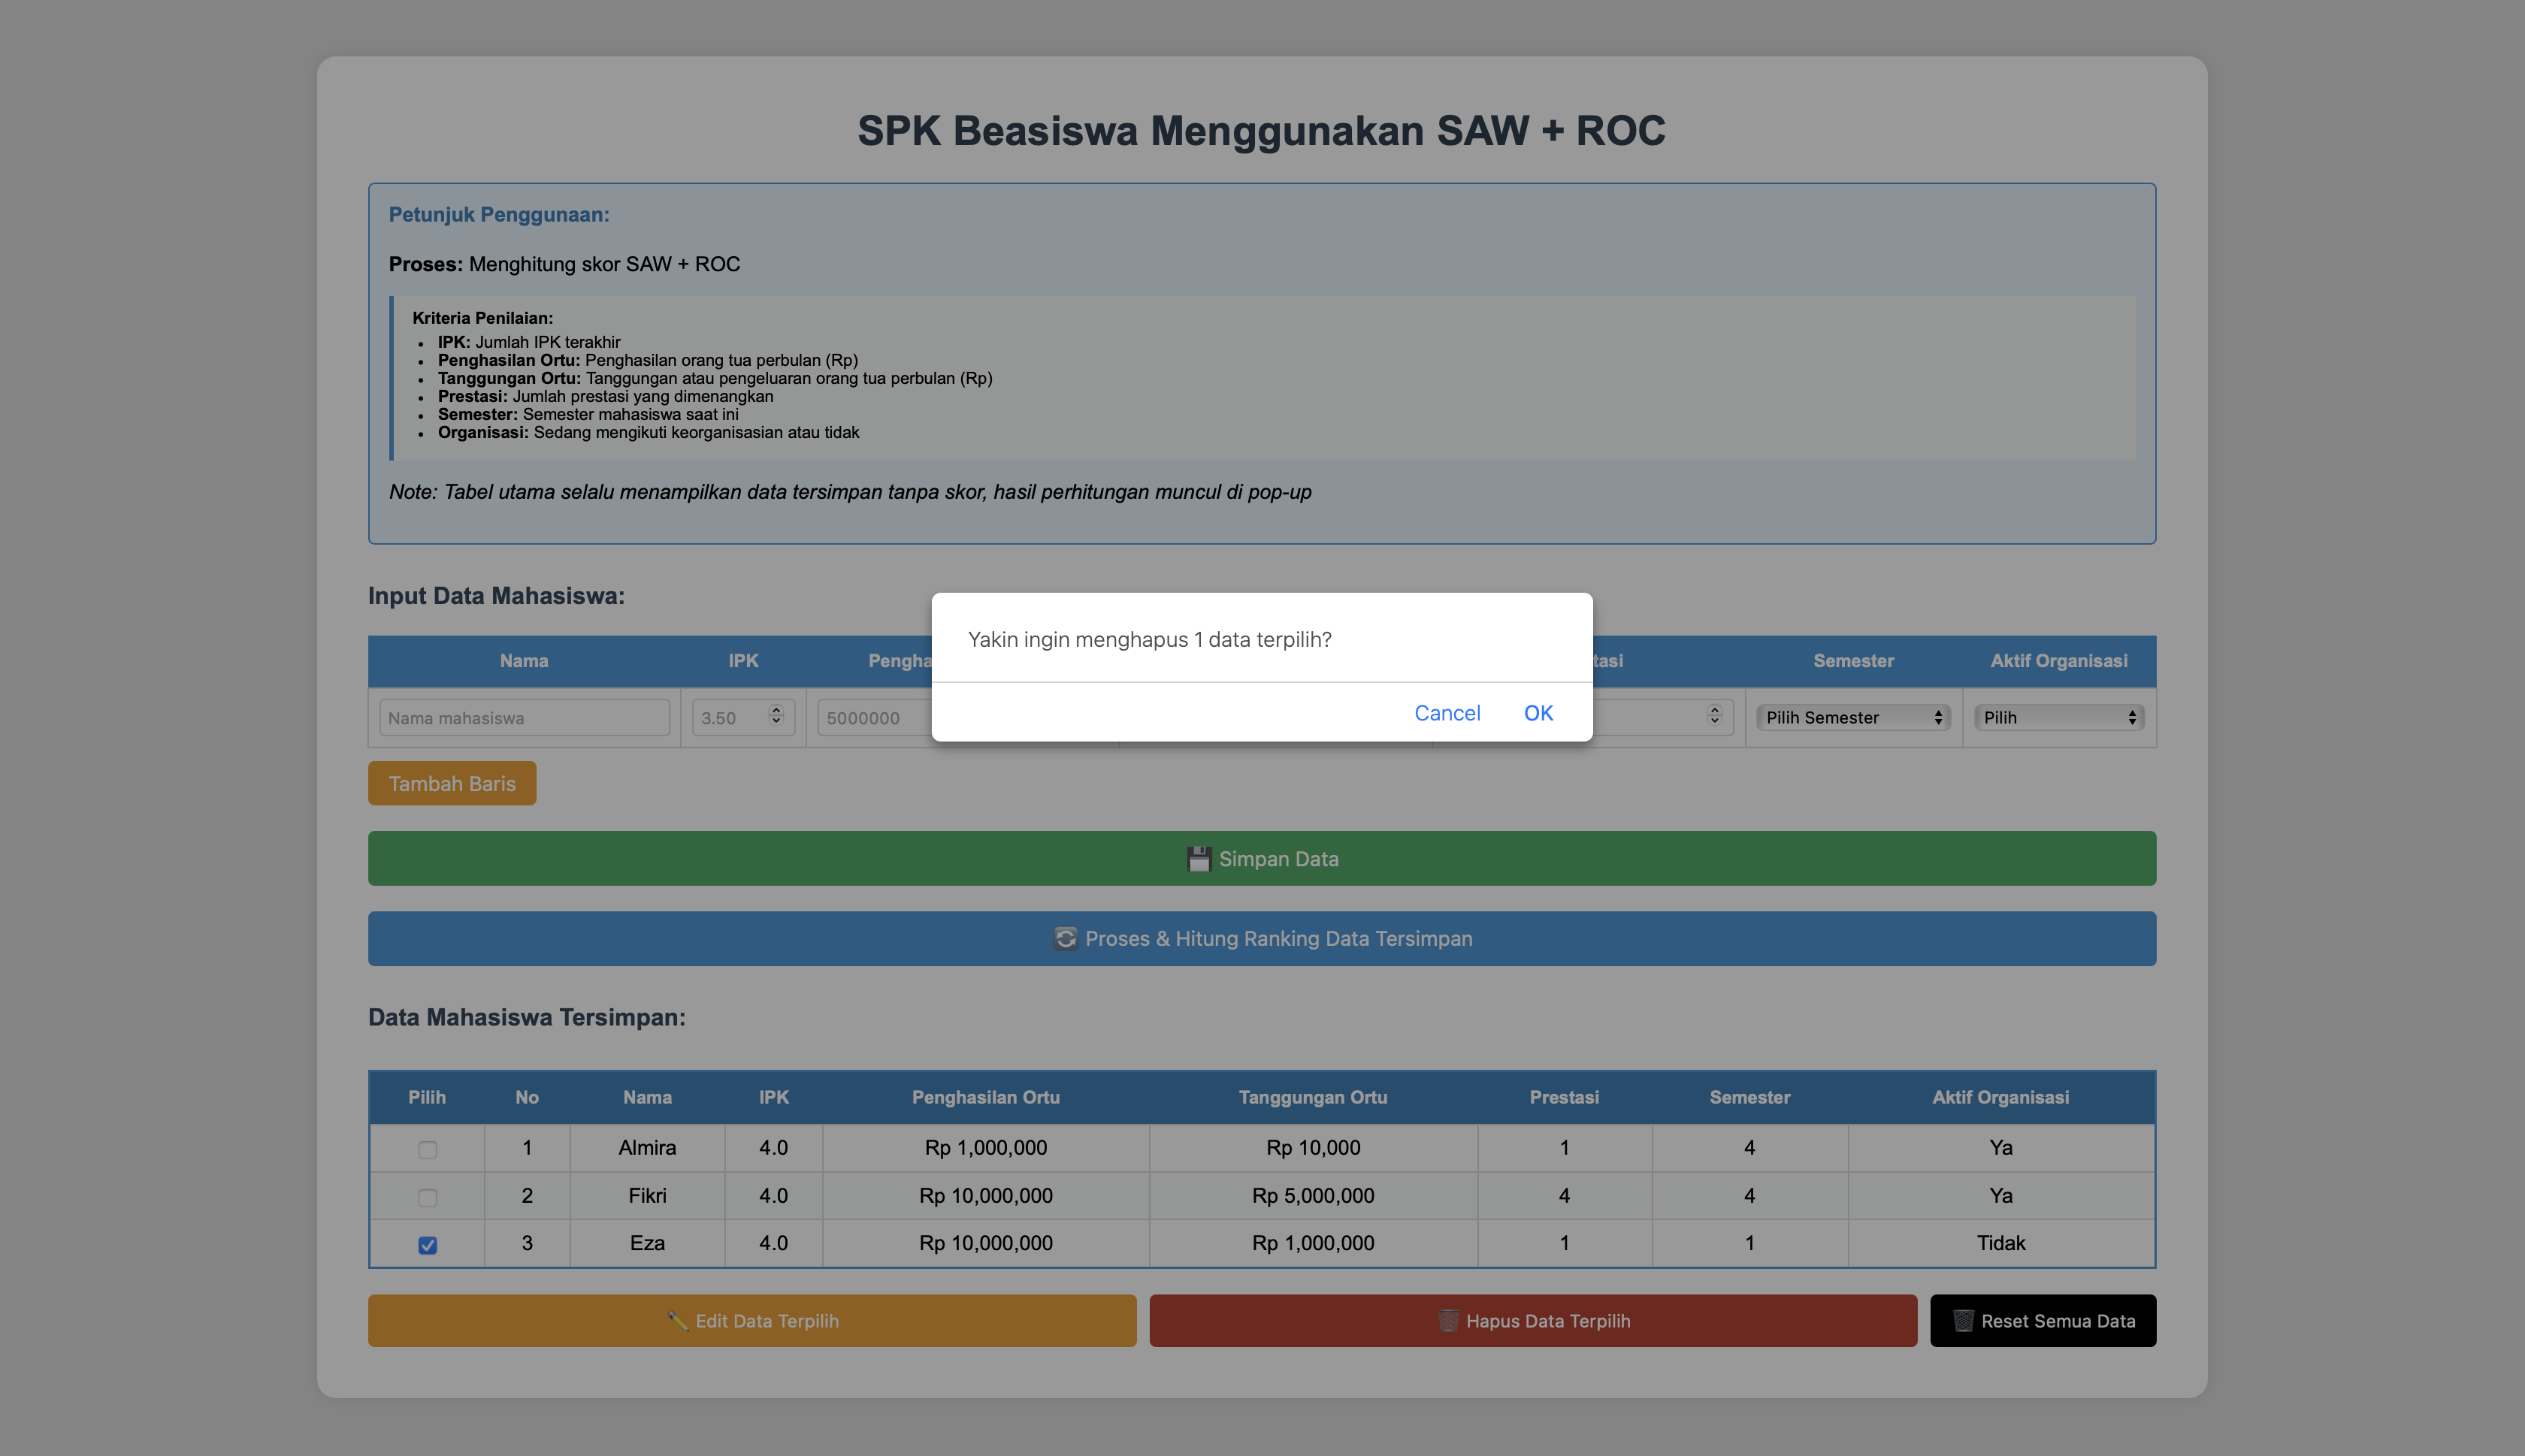 SPK Beasiswa Menggunakan SAW + ROC
Petunjuk Penggunaan:
Proses: Menghitung skor SAW + ROC
Kriteria Penilaian:
• IPK: Jumlah IPK terakhir
• Penghasilan Ortu: Penghasilan orang tua perbulan (Rp)
• Tanggungan Ortu: Tanggungan atau pengeluaran orang tua perbulan (Rp)
• Prestasi: Jumlah prestasi yang dimenangkan
• Semester: Semester mahasiswa saat ini
• Organisasi: Sedang mengikuti keorganisasian atau tidak
Note: Tabel utama selalu menampilkan data tersimpan tanpa skor, hasil perhitungan muncul di pop-up
Input Data Mahasiswa:
Yakin ingin menghapus 1 data terpilih?
Cancel OK
Nama IPK Pengha tasi Semester Aktif Organisasi
Nama mahasiswa 3.50 5000000 Pilih Semester Pilih
Tambah Baris
Simpan Data
Proses & Hitung Ranking Data Tersimpan
Data Mahasiswa Tersimpan:
Pilih No Nama IPK Penghasilan Ortu Tanggungan Ortu Prestasi Semester Aktif Organisasi
1 Almira 4.0 Rp 1,000,000 Rp 10,000 1 4 Ya
2 Fikri 4.0 Rp 10,000,000 Rp 5,000,000 4 4 Ya
3 Eza 4.0 Rp 10,000,000 Rp 1,000,000 1 1 Tidak
Edit Data Terpilih Hapus Data Terpilih Reset Semua Data